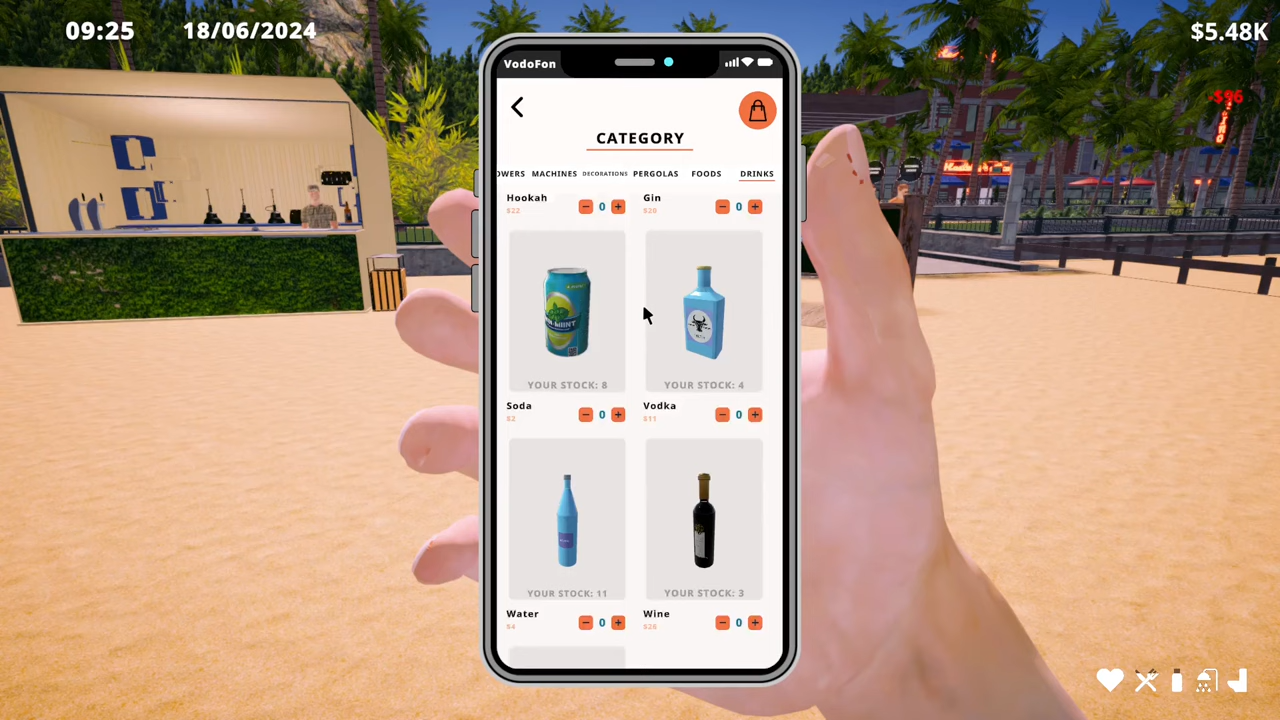 09:25 18/06/2024
$5.48K
-$96
VodoFon
CATEGORY
OWERS MACHINES DECORATIONS PERGOLAS FOODS DRINKS
Hookah
$22
0
Gin
$20
0
YOUR STOCK: 8
YOUR STOCK: 4
Soda
$2
0
Vodka
$11
0
YOUR STOCK: 11
YOUR STOCK: 3
Water
$4
0
Wine
$26
0